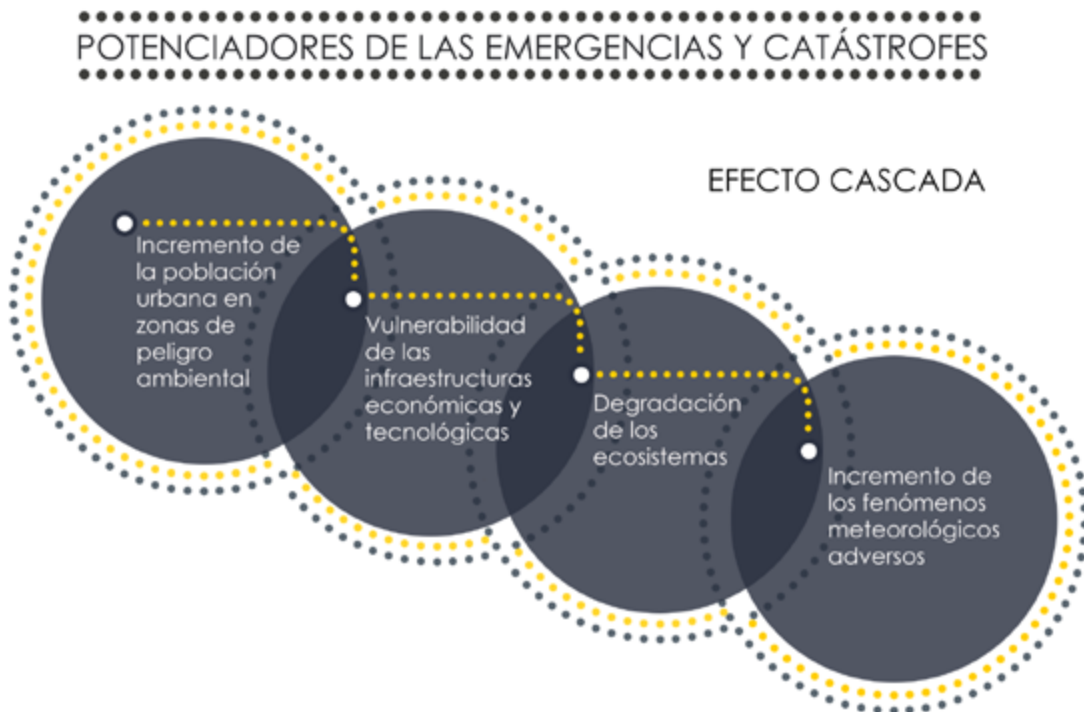 POTENCIADORES DE LAS EMERGENCIAS Y CATÁSTROFES
EFECTO CASCADA
Incremento de
la población
urbana en
zonas de
peligro
ambiental
Vulnerabilidad
de las
infraestructuras
económicas y
tecnológicas
Degradación
de los
ecosistemas
Incremento de
los fenómenos
meteorológicos
adversos